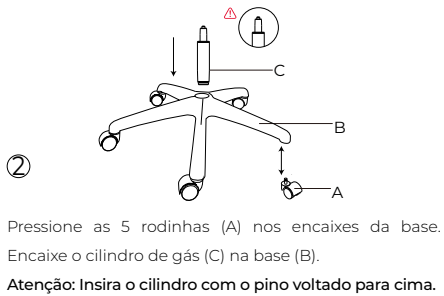 C
B
2
A
Pressione as 5 rodinhas (A) nos encaixes da base.
Encaixe o cilindro de gás (C) na base (B).
Atenção: Insira o cilindro com o pino voltado para cima.